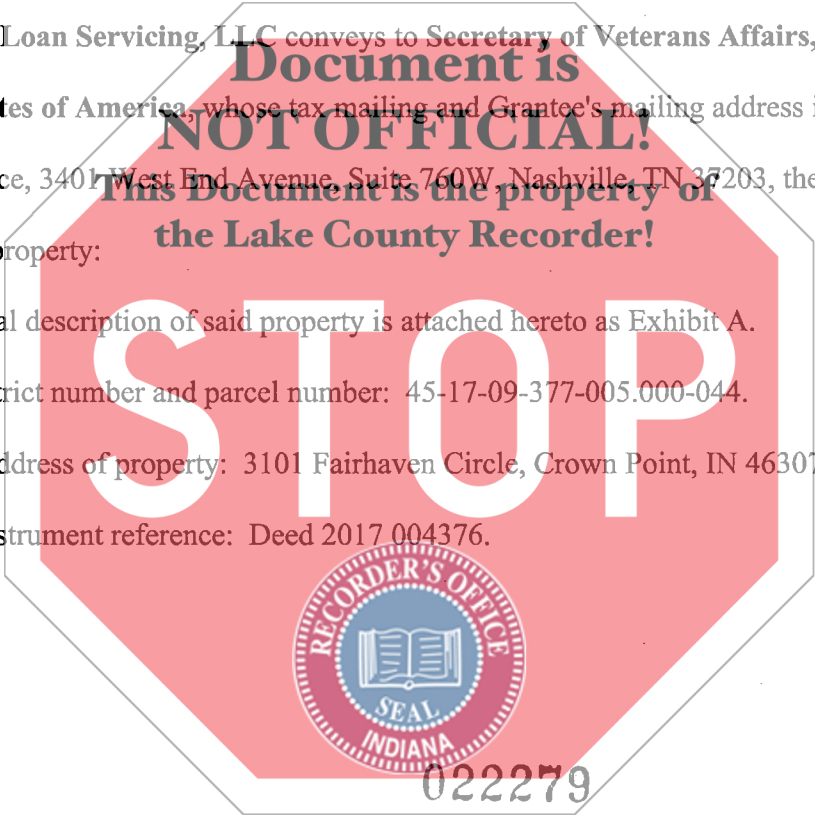 Loan Servicing, LLC conveys to Secretary of Veterans Affairs,
Document is
tes of America, whose tax mailing and Grantee's mailing address i
NOT OFFICIAL!
ce, 3401 West End Avenue, Suite 760W, Nashville, TN 37203, the
This Document is the property of
the Lake County Recorder!
roperty:
al description of said property is attached hereto as Exhibit A.
STOP
rict number and parcel number: 45-17-09-377-005.000-044.
ddress of property: 3101 Fairhaven Circle, Crown Point, IN 46307
strument reference: Deed 2017 004376.
RECORDER'S OFFICE
SEAL
INDIANA
022279